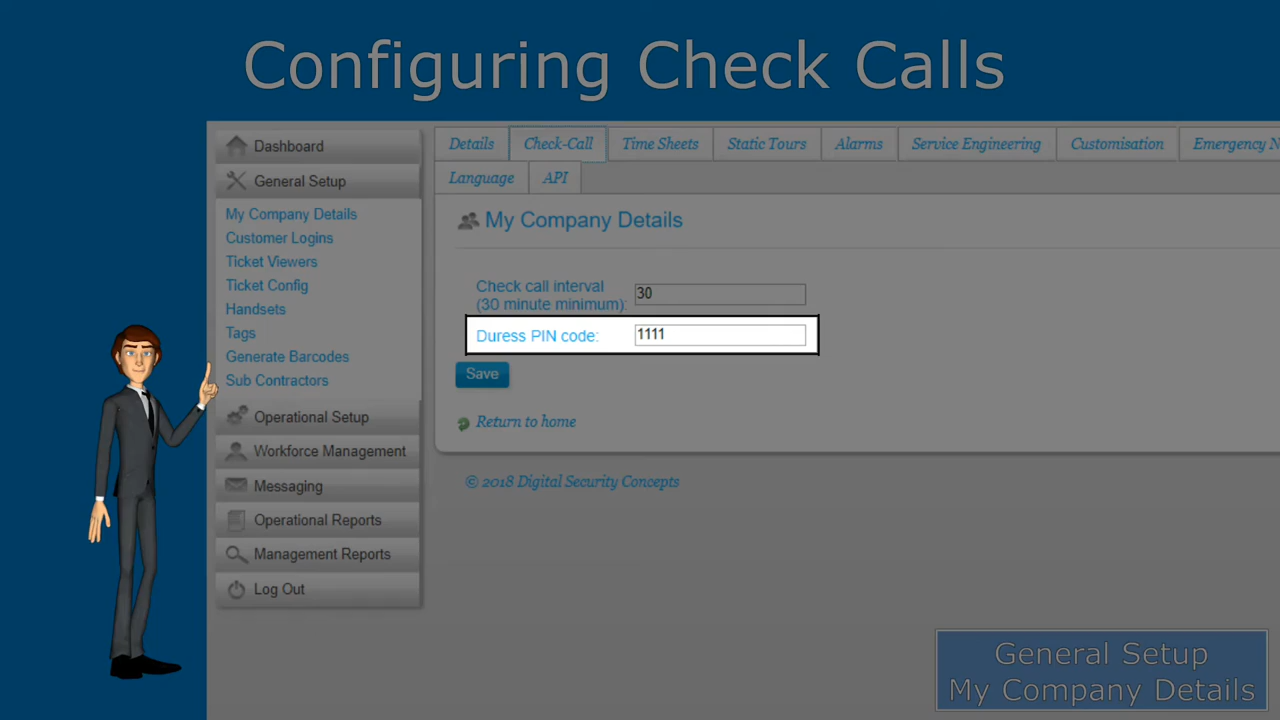 Configuring Check Calls
Dashboard
General Setup
My Company Details
Customer Logins
Ticket Viewers
Ticket Config
Handsets
Tags
Generate Barcodes
Sub Contractors
Operational Setup
Workforce Management
Messaging
Operational Reports
Management Reports
Log Out
Details Check-Call Time Sheets Static Tours Alarms Service Engineering Customisation Emergency N
Language API
My Company Details
Check call interval
(30 minute minimum): 30
Duress PIN code: 1111
Save
Return to home
© 2018 Digital Security Concepts
General Setup
My Company Details